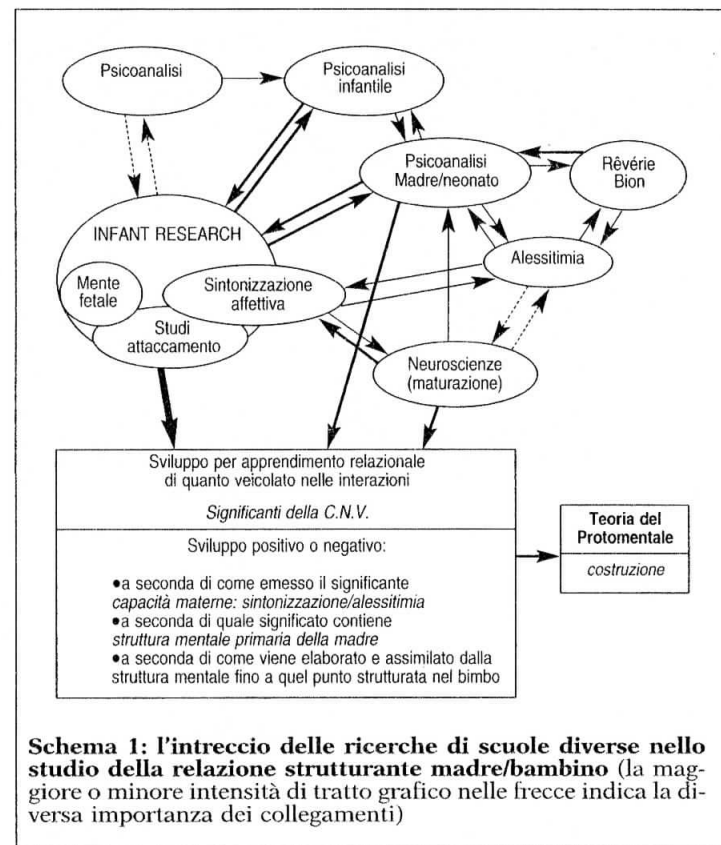 Psicoanalisi
Psicoanalisi
infantile
Psicoanalisi
Madre/neonato
Rêvérie
Bion
INFANT RESEARCH
Alessitimia
Mente
fetale
Sintonizzazione
affettiva
Studi
attaccamento
Neuroscienze
(maturazione)
Sviluppo per apprendimento relazionale
di quanto veicolato nelle interazioni
Significanti della C.N.V.
Sviluppo positivo o negativo:
•a seconda di come emesso il significante
capacità materne: sintonizzazione/alessitimia
•a seconda di quale significato contiene
struttura mentale primaria della madre
•a seconda di come viene elaborato e assimilato dalla
struttura mentale fino a quel punto strutturata nel bimbo
Teoria del
Protomentale
costruzione
Schema 1: l'intreccio delle ricerche di scuole diverse nello
studio della relazione strutturante madre/bambino (la mag-
giore o minore intensità di tratto grafico nelle frecce indica la di-
versa importanza dei collegamenti)